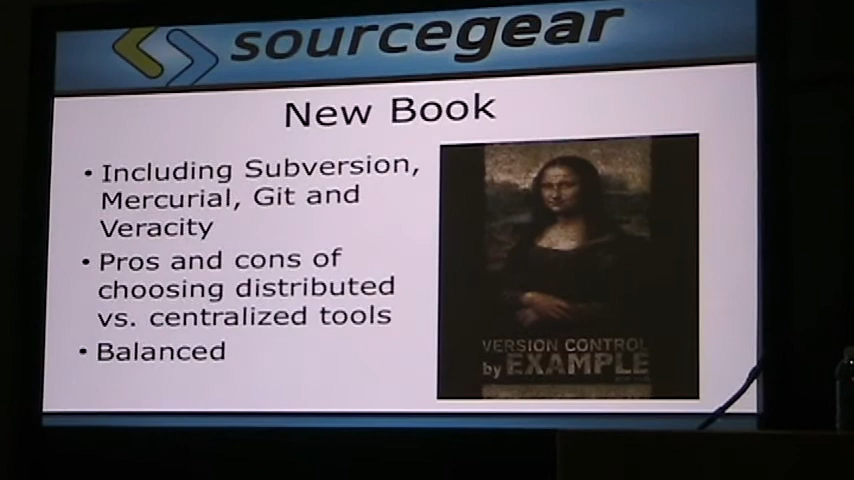 sourcegear
New Book
• Including Subversion,
Mercurial, Git and
Veracity
• Pros and cons of
choosing distributed
vs. centralized tools
• Balanced
VERSION CONTROL
by EXAMPLE